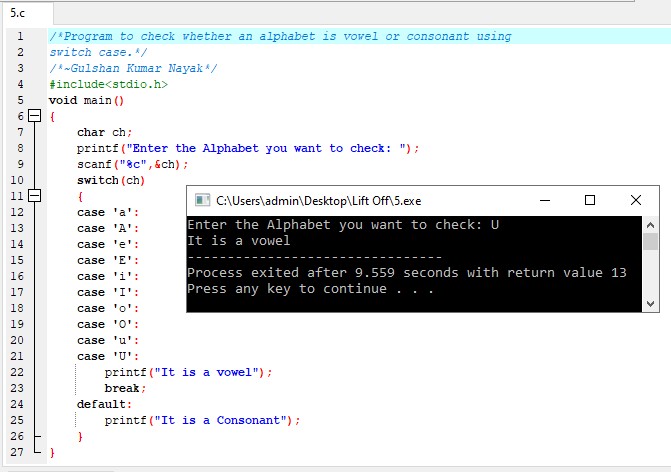 5.c
1 /*Program to check whether an alphabet is vowel or consonant using
2 switch case.*/
3 /*~Gulshan Kumar Nayak*/
4 #include<stdio.h>
5 void main()
6 {
7 char ch;
8 printf("Enter the Alphabet you want to check: ");
9 scanf("%c",&ch);
10 switch(ch)
11 {
12 case 'a':
13 case 'A':
14 case 'e':
15 case 'E':
16 case 'i':
17 case 'I':
18 case 'o':
19 case 'O':
20 case 'u':
21 case 'U':
22 printf("It is a vowel");
23 break;
24 default:
25 printf("It is a Consonant");
26 }
27 }
C:\Users\admin\Desktop\Lift Off\5.exe
Enter the Alphabet you want to check: U
It is a vowel
--------------------------------
Process exited after 9.559 seconds with return value 13
Press any key to continue . . .